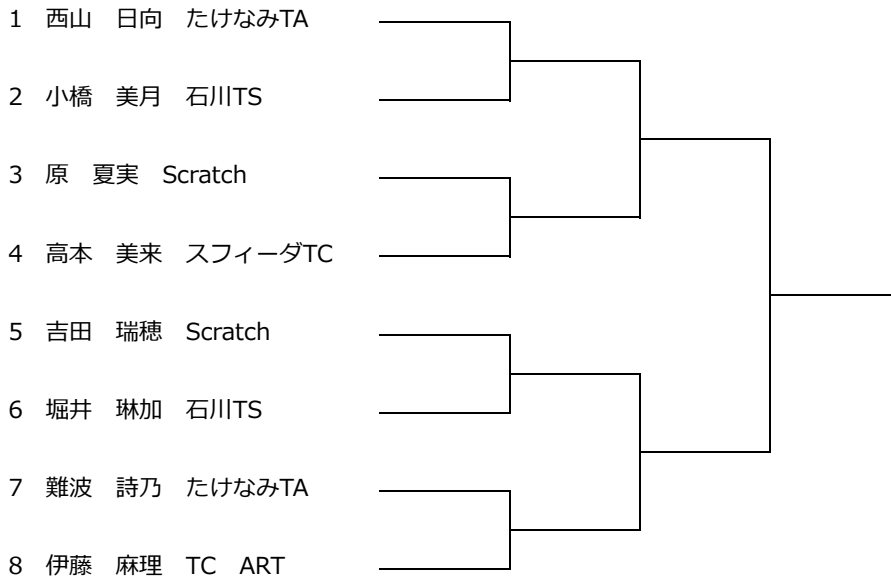 1 西山 日向 たけなみTA
2 小橋 美月 石川TS
3 原 夏実 Scratch
4 高本 美来 スフィーダTC
5 吉田 瑞穂 Scratch
6 堀井 琳加 石川TS
7 難波 詩乃 たけなみTA
8 伊藤 麻理 TC ART